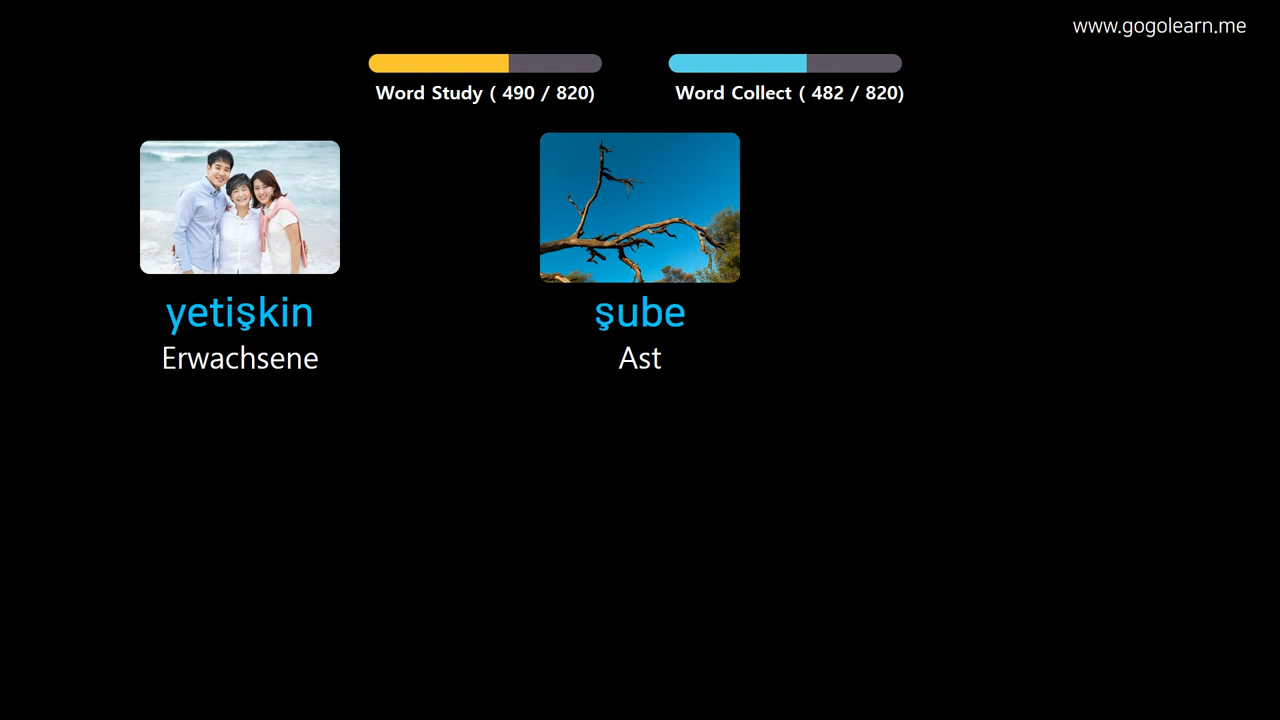 www.gogolearn.me
Word Study ( 490 / 820)
Word Collect ( 482 / 820)
yetişkin
Erwachsene
şube
Ast